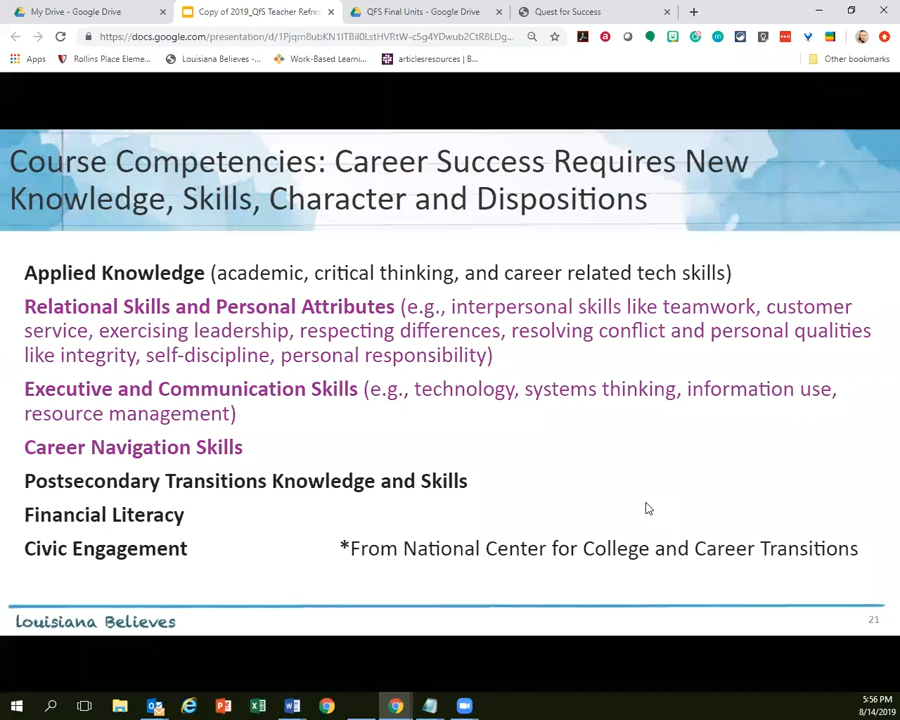 My Drive - Google Drive
Copy of 2019_QfS Teacher Refres
QFS Final Units - Google Drive
Quest for Success
Apps
Rollins Place Eleme...
Louisiana Believes -...
Work-Based Learni...
articlesresources | B...
Other bookmarks
Course Competencies: Career Success Requires New
Knowledge, Skills, Character and Dispositions
Applied Knowledge (academic, critical thinking, and career related tech skills)
Relational Skills and Personal Attributes (e.g., interpersonal skills like teamwork, customer
service, exercising leadership, respecting differences, resolving conflict and personal qualities
like integrity, self-discipline, personal responsibility)
Executive and Communication Skills (e.g., technology, systems thinking, information use,
resource management)
Career Navigation Skills
Postsecondary Transitions Knowledge and Skills
Financial Literacy
Civic Engagement
*From National Center for College and Career Transitions
Louisiana Believes
21
5:56 PM
8/14/2019